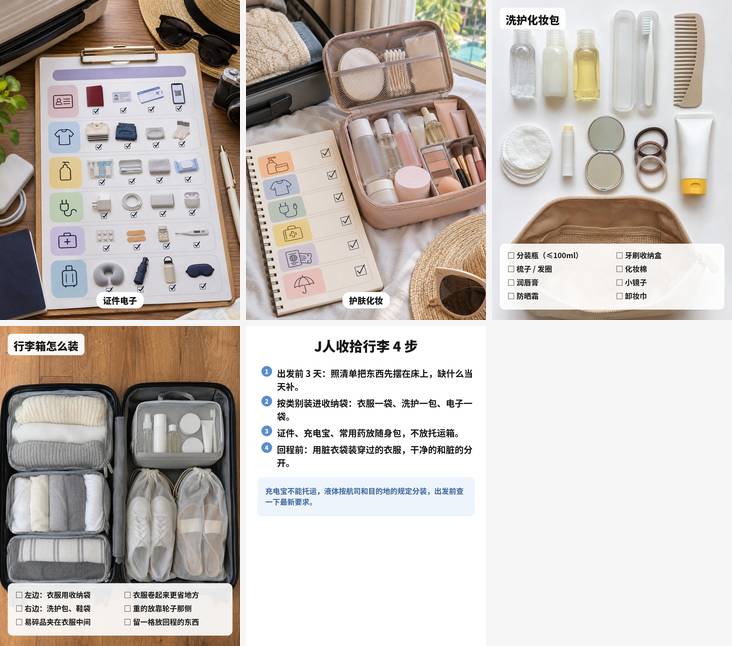 证件电子
护肤化妆
洗护化妆包
□ 分装瓶（≤100ml）
□ 牙刷收纳盒
□ 梳子 / 发圈
□ 化妆棉
□ 润唇膏
□ 小镜子
□ 防晒霜
□ 卸妆巾
行李箱怎么装
□ 左边：衣服用收纳袋
□ 衣服卷起来更省地方
□ 右边：洗护包、鞋袋
□ 重的放靠轮子那侧
□ 易碎品夹在衣服中间
□ 留一格放回程的东西
J人收拾行李 4 步
1 出发前 3 天：照清单把东西先摆在床上，缺什么当
天补。
2 按类别装进收纳袋：衣服一袋、洗护一包、电子一
袋。
3 证件、充电宝、常用药放随身包，不放托运箱。
4 回程前：用脏衣袋装穿过的衣服，干净的和脏的分
开。
充电宝不能托运，液体按航司和目的地的规定分装，出发前查
一下最新要求。